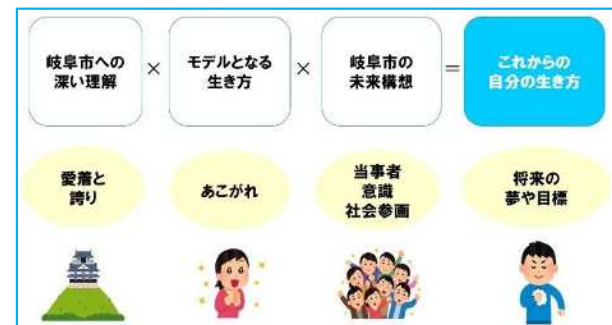 岐阜市への
深い理解
×
モデルとなる
生き方
×
岐阜市の
未来構想
=
これからの
自分の生き方
愛着と
誇り
あこがれ
当事者
意識
社会参画
将来の
夢や目標